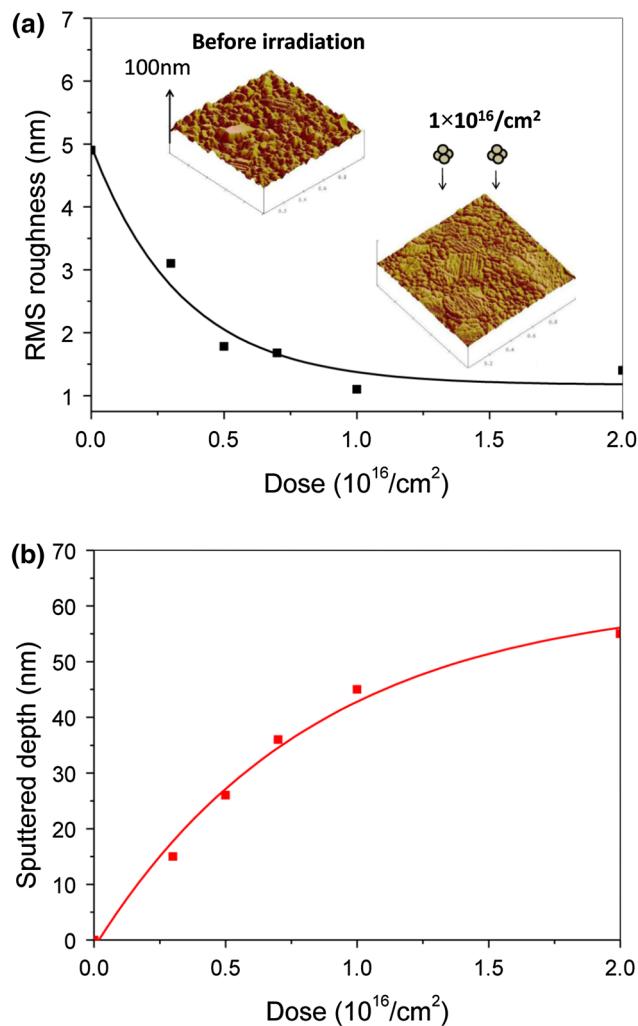 (a)
Before irradiation
100nm
1×10¹⁶/cm²
RMS roughness (nm)
7
6
5
4
3
2
1
0.0 0.5 1.0 1.5 2.0
Dose (10¹⁶/cm²)
(b)
Sputtered depth (nm)
70
60
50
40
30
20
10
0
0.0 0.5 1.0 1.5 2.0
Dose (10¹⁶/cm²)